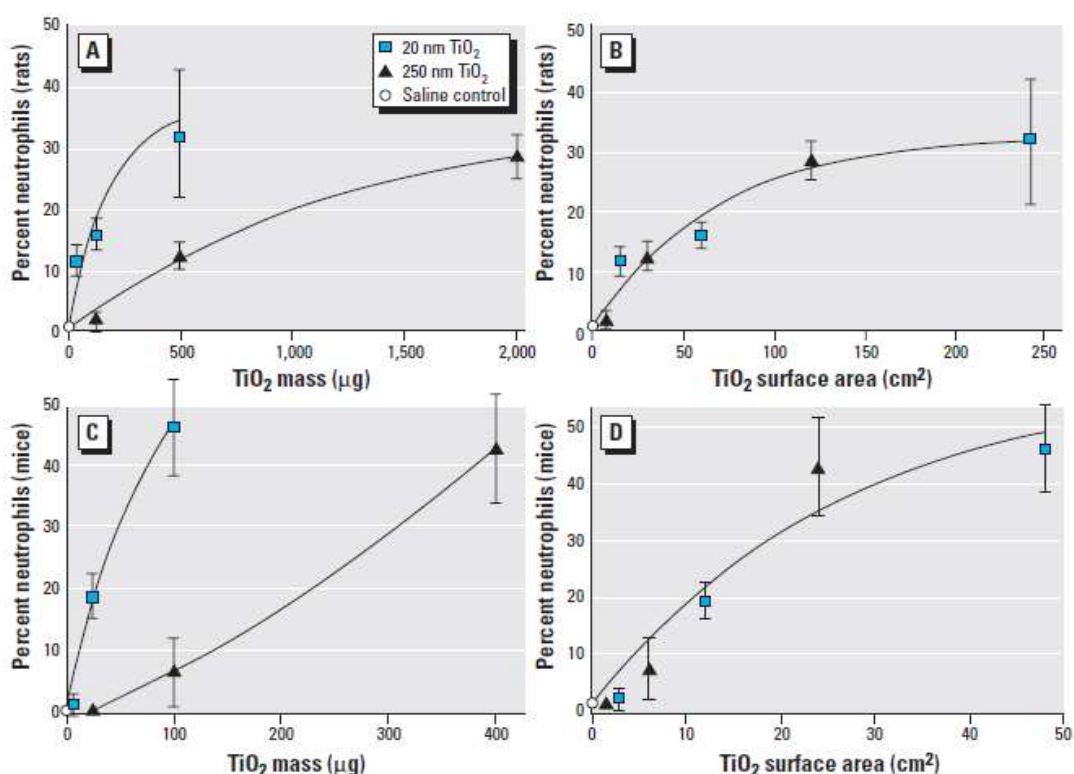 A
20 nm TiO₂
250 nm TiO₂
Saline control
Percent neutrophils (rats)
50
40
30
20
10
0
0 500 1,000 1,500 2,000
TiO₂ mass (μg)
B
Percent neutrophils (rats)
50
40
30
20
10
0
0 50 100 150 200 250
TiO₂ surface area (cm²)
C
Percent neutrophils (mice)
50
40
30
20
10
0
0 100 200 300 400
TiO₂ mass (μg)
D
Percent neutrophils (mice)
50
40
30
20
10
0
0 10 20 30 40 50
TiO₂ surface area (cm²)